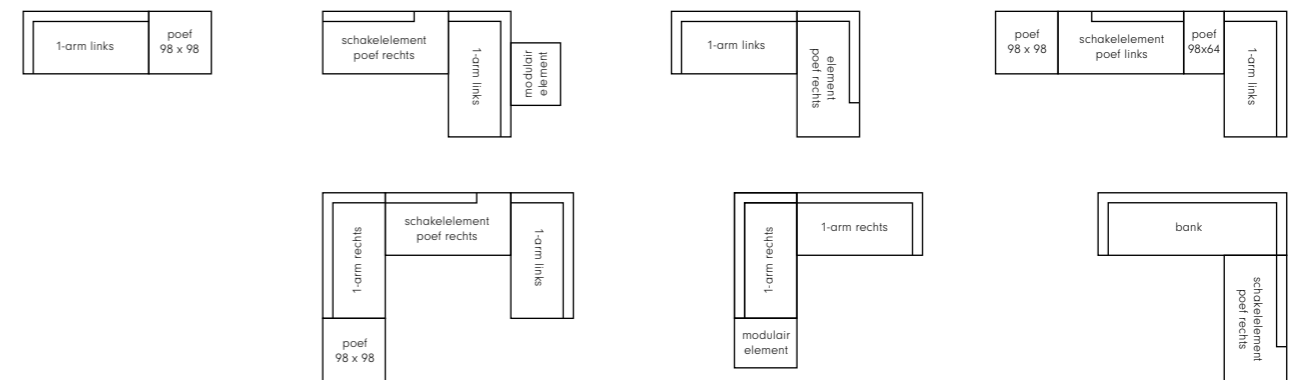 1-arm links
poef
98 x 98
schakelelement
poef rechts
1-arm links
modulair
element
1-arm links
element
poef rechts
poef
98 x 98
schakelelement
poef links
poef
98x64
1-arm links
1-arm rechts
schakelelement
poef rechts
1-arm links
poef
98 x 98
1-arm rechts
1-arm rechts
modulair
element
bank
schakelelement
poef rechts